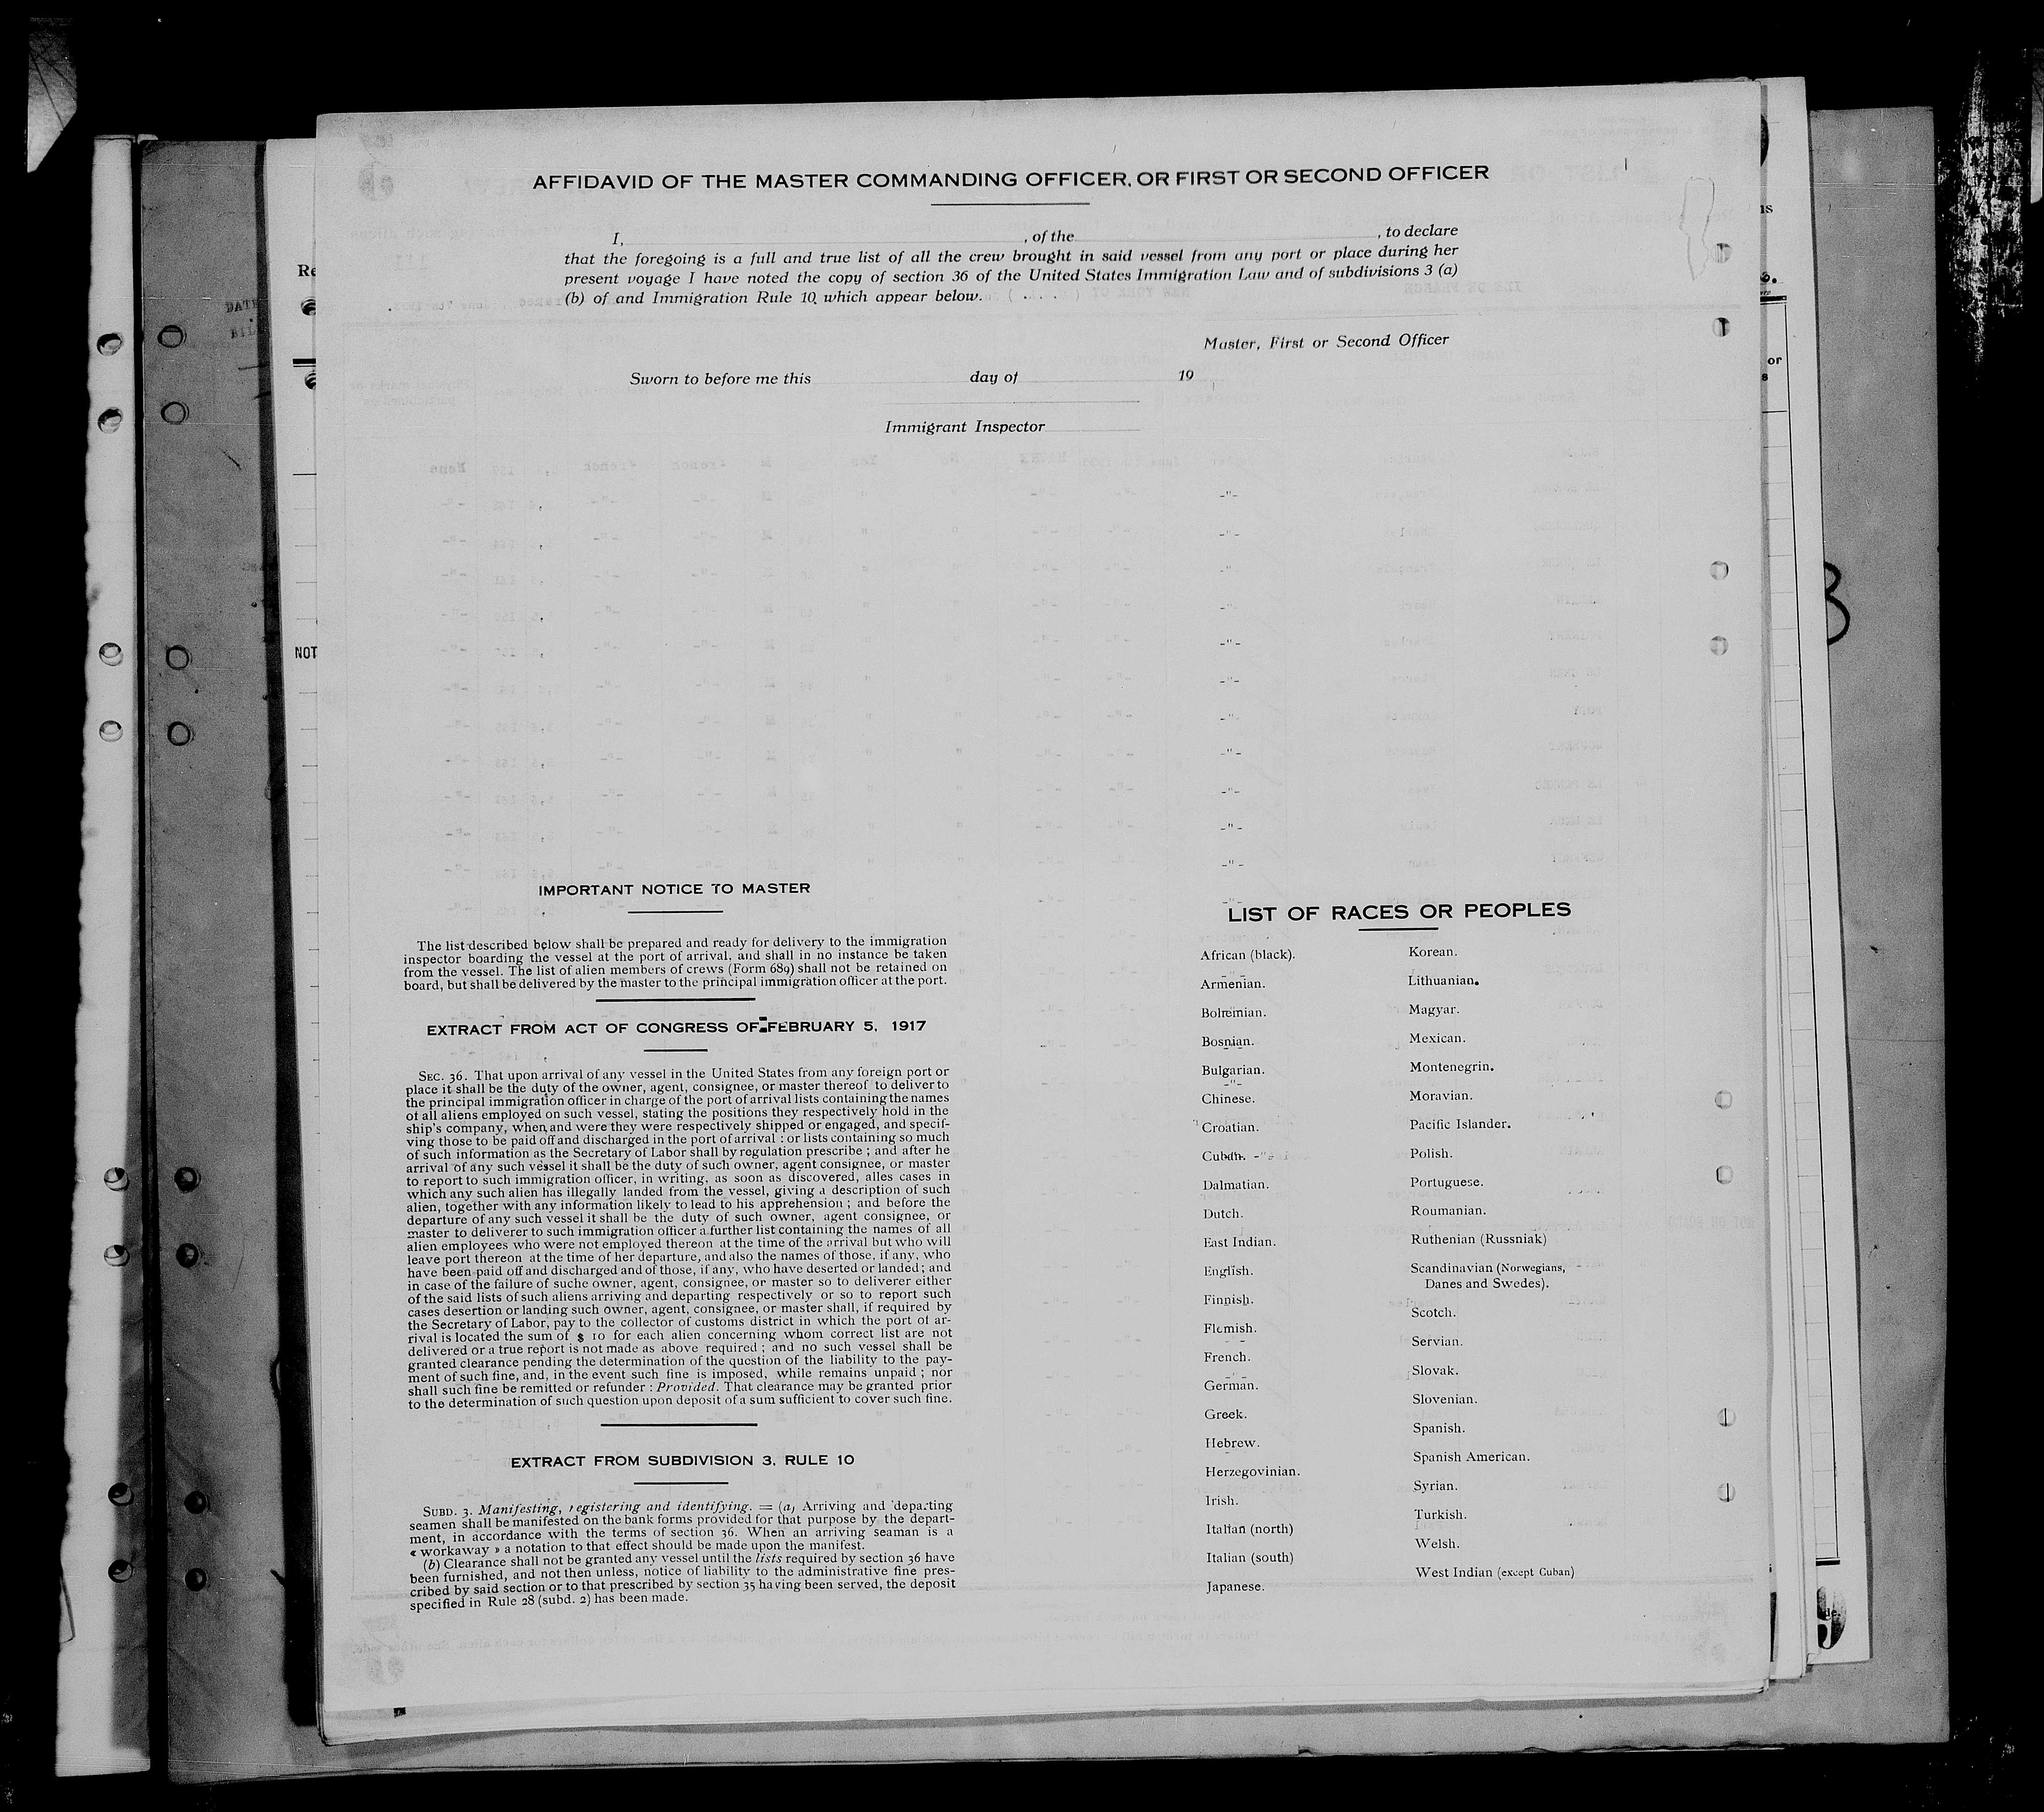 AFFIDAVID OF THE MASTER COMMANDING OFFICER, OR FIRST OR SECOND OFFICER
I, , of the , to declare
that the foregoing is a full and true list of all the crew brought in said vessel from any port or place during her
present voyage I have noted the copy of section 36 of the United States Immigration Law and of subdivisions 3 (a)
(b) of and Immigration Rule 10, which appear below. ( . . . . )
Master, First or Second Officer
Sworn to before me this day of 19
Immigrant Inspector
NOT
IMPORTANT NOTICE TO MASTER
The list described below shall be prepared and ready for delivery to the immigration
inspector boarding the vessel at the port of arrival, and shall in no instance be taken
from the vessel. The list of alien members of crews (Form 689) shall not be retained on
board, but shall be delivered by the master to the principal immigration officer at the port.
EXTRACT FROM ACT OF CONGRESS OF FEBRUARY 5, 1917
SEC. 36. That upon arrival of any vessel in the United States from any foreign port or
place it shall be the duty of the owner, agent, consignee, or master thereof to deliver to
the principal immigration officer in charge of the port of arrival lists containing the names
of all aliens employed on such vessel, stating the positions they respectively hold in the
ship's company, when and were they were respectively shipped or engaged, and specif-
ving those to be paid off and discharged in the port of arrival : or lists containing so much
of such information as the Secretary of Labor shall by regulation prescribe ; and after he
arrival of any such vessel it shall be the duty of such owner, agent consignee, or master
to report to such immigration officer, in writing, as soon as discovered, alles cases in
which any such alien has illegally landed from the vessel, giving a description of such
alien, together with any information likely to lead to his apprehension ; and before the
departure of any such vessel it shall be the duty of such owner, agent consignee, or
master to deliverer to such immigration officer a further list containing the names of all
alien employees who were not employed thereon at the time of the arrival but who will
leave port thereon at the time of her departure, and also the names of those, if any, who
have been paid off and discharged and of those, if any, who have deserted or landed ; and
in case of the failure of suche owner, agent, consignee, or master so to deliverer either
of the said lists of such aliens arriving and departing respectively or so to report such
cases desertion or landing such owner, agent, consignee, or master shall, if required by
the Secretary of Labor, pay to the collector of customs district in which the port of ar-
rival is located the sum of $ 10 for each alien concerning whom correct list are not
delivered or a true report is not made as above required ; and no such vessel shall be
granted clearance pending the determination of the question of the liability to the pay-
ment of such fine, and, in the event such fine is imposed, while remains unpaid ; nor
shall such fine be remitted or refunder : Provided. That clearance may be granted prior
to the determination of such question upon deposit of a sum sufficient to cover such fine.
EXTRACT FROM SUBDIVISION 3, RULE 10
SUBD. 3. Manifesting, registering and identifying. = (a) Arriving and departing
seamen shall be manifested on the bank forms provided for that purpose by the depart-
ment, in accordance with the terms of section 36. When an arriving seaman is a
« workaway » a notation to that effect should be made upon the manifest.
(b) Clearance shall not be granted any vessel until the lists required by section 36 have
been furnished, and not then unless, notice of liability to the administrative fine pres-
cribed by said section or to that prescribed by section 35 having been served, the deposit
specified in Rule 28 (subd. 2) has been made.
LIST OF RACES OR PEOPLES
African (black).
Armenian.
Bohemian.
Bosnian.
Bulgarian.
Chinese.
Croatian.
Cuban.
Dalmatian.
Dutch.
East Indian.
English.
Finnish.
Flemish.
French.
German.
Greek.
Hebrew.
Herzegovinian.
Irish.
Italian (north)
Italian (south)
Japanese.
Korean.
Lithuanian.
Magyar.
Mexican.
Montenegrin.
Moravian.
Pacific Islander.
Polish.
Portuguese.
Roumanian.
Ruthenian (Russniak)
Scandinavian (Norwegians,
Danes and Swedes).
Scotch.
Servian.
Slovak.
Slovenian.
Spanish.
Spanish American.
Syrian.
Turkish.
Welsh.
West Indian (except Cuban)